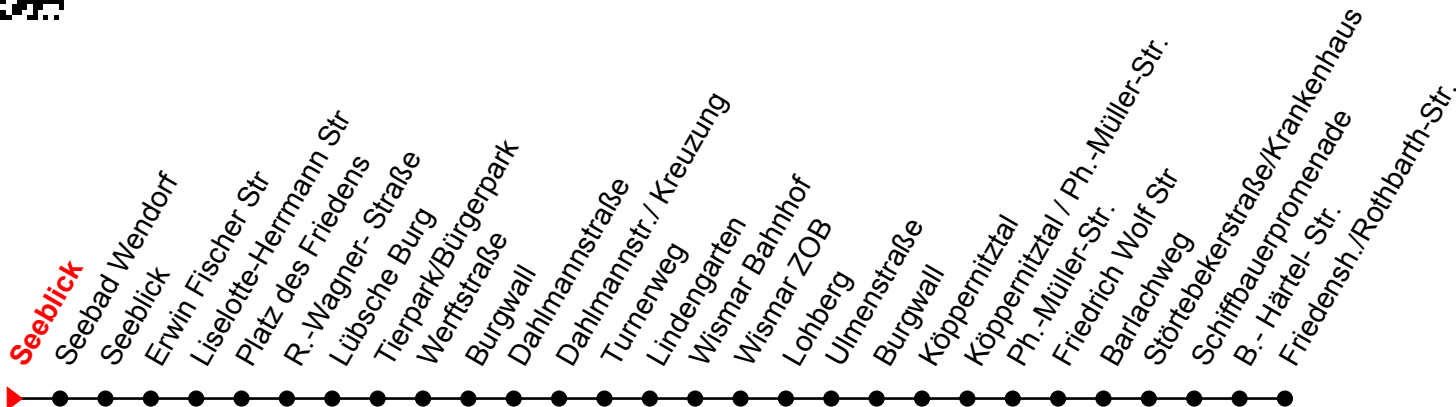 Seeblick
Seebad Wendorf
Seeblick
Erwin Fischer Str
Liselotte-Herrmann Str
Platz des Friedens
R.-Wagner- Straße
Lübsche Burg
Tierpark/Bürgerpark
Werftstraße
Burgwall
Dahlmannstraße
Dahlmannstr./ Kreuzung
Turnerweg
Lindengarten
Wismar Bahnhof
Wismar ZOB
Lohberg
Ulmenstraße
Burgwall
Köppernitztal
Köppernitztal / Ph.-Müller-Str.
Ph.-Müller-Str.
Friedrich Wolf Str
Barlachweg
Störtebekerstraße/Krankenhaus
Schiffbauerpromenade
B.- Härtel- Str.
Friedensh./Rothbarth-Str.